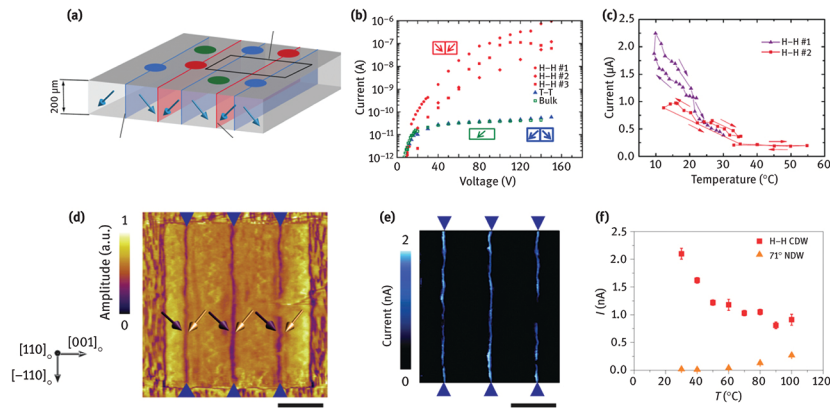 (a)
200 μm
(b)
10⁻⁶
10⁻⁷
10⁻⁸
10⁻⁹
10⁻¹⁰
10⁻¹¹
10⁻¹²
Current (A)
H–H #1
H–H #2
H–H #3
T–T
Bulk
0 40 80 120 160
Voltage (V)
(c)
2.5
2.0
1.5
1.0
0.5
0.0
Current (μA)
H–H #1
H–H #2
10 20 30 40 50 60
Temperature (°C)
(d)
1
Amplitude (a.u.)
0
[110]o
[001]o
[–110]o
(e)
2
Current (nA)
0
(f)
2.5
2.0
1.5
1.0
0.5
0.0
I (nA)
H–H CDW
71° NDW
20 40 60 80 100
T (°C)